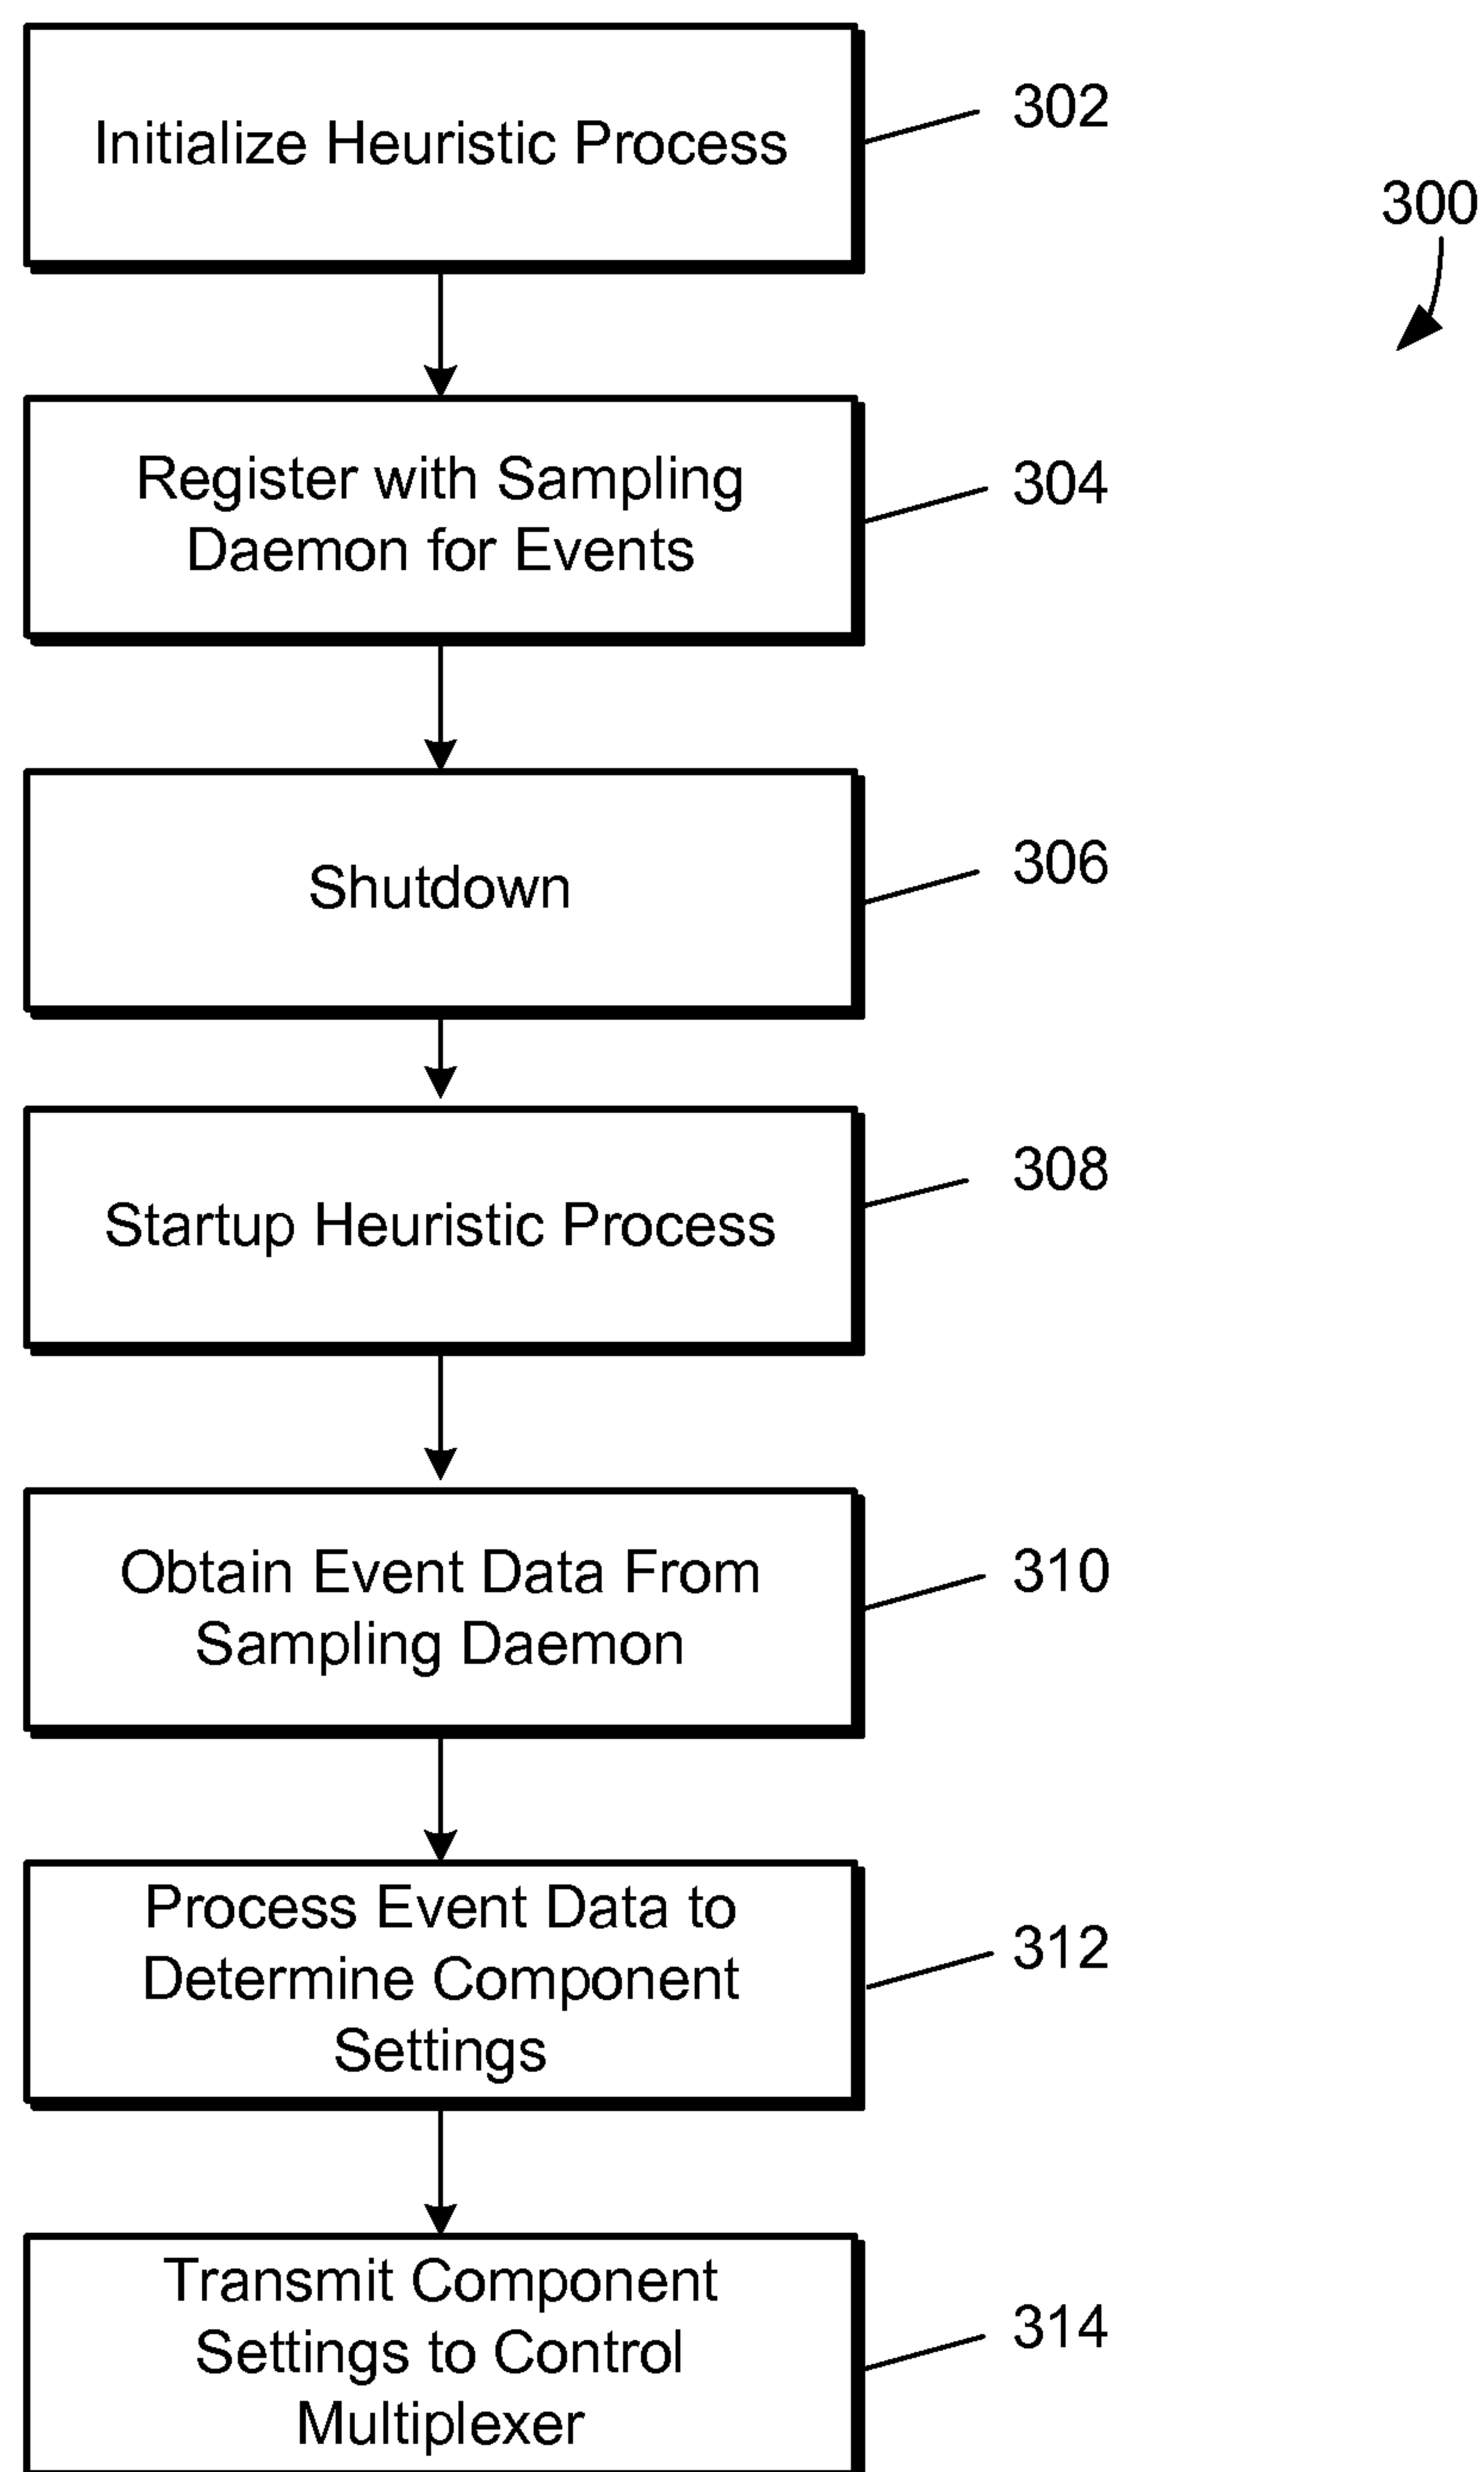 Initialize Heuristic Process
302
300
Register with Sampling
Daemon for Events
304
Shutdown
306
Startup Heuristic Process
308
Obtain Event Data From
Sampling Daemon
310
Process Event Data to
Determine Component
Settings
312
Transmit Component
Settings to Control
Multiplexer
314